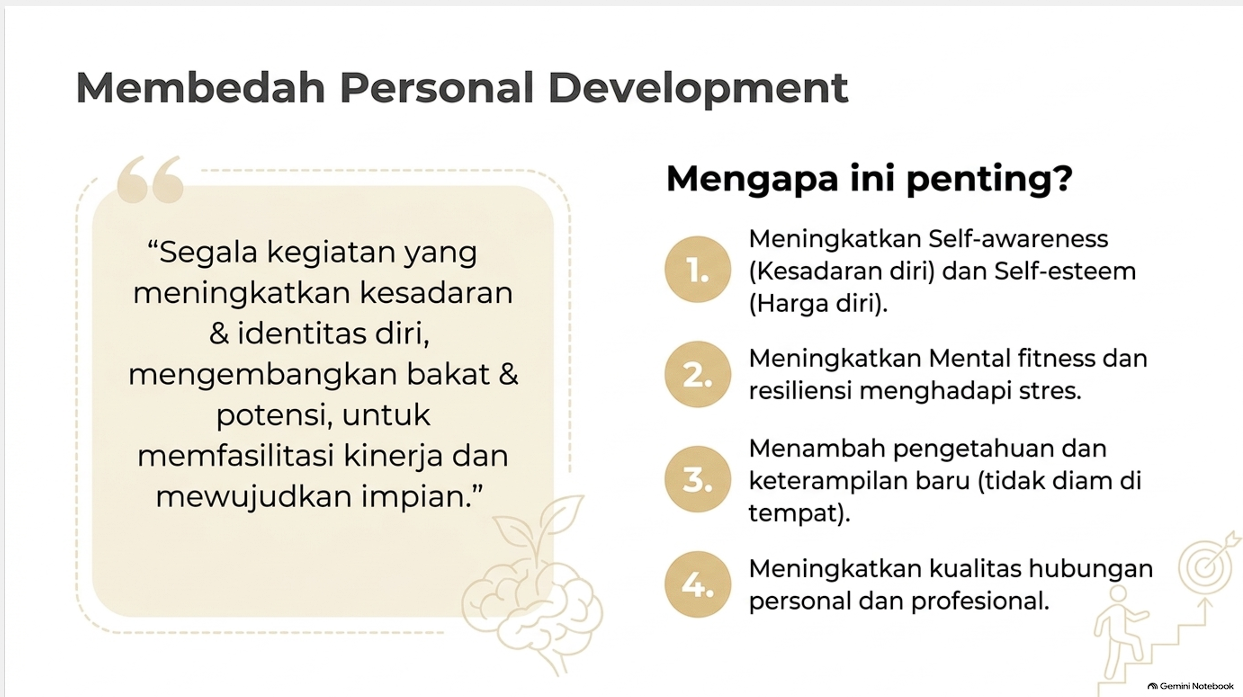 Membedah Personal Development
“Segala kegiatan yang
meningkatkan kesadaran
& identitas diri,
mengembangkan bakat &
potensi, untuk
memfasilitasi kinerja dan
mewujudkan impian.”
Mengapa ini penting?
1. Meningkatkan Self-awareness
(Kesadaran diri) dan Self-esteem
(Harga diri).
2. Meningkatkan Mental fitness dan
resiliensi menghadapi stres.
3. Menambah pengetahuan dan
keterampilan baru (tidak diam di
tempat).
4. Meningkatkan kualitas hubungan
personal dan profesional.
Gemini Notebook